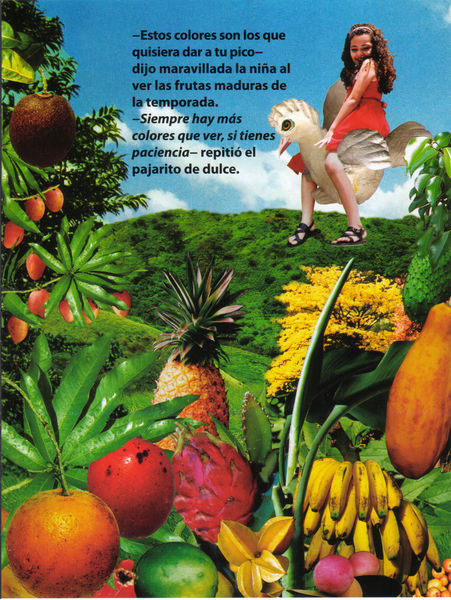 –Estos colores son los que
quisiera dar a tu pico–
dijo maravillada la niña al
ver las frutas maduras de
la temporada.
–Siempre hay más
colores que ver, si tienes
paciencia– repitió el
pajarito de dulce.